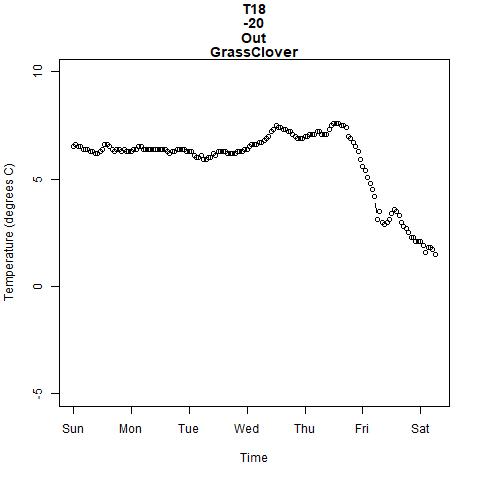 T18
-20
Out
GrassClover
Temperature (degrees C)
10
5
0
-5
Sun Mon Tue Wed Thu Fri Sat
Time